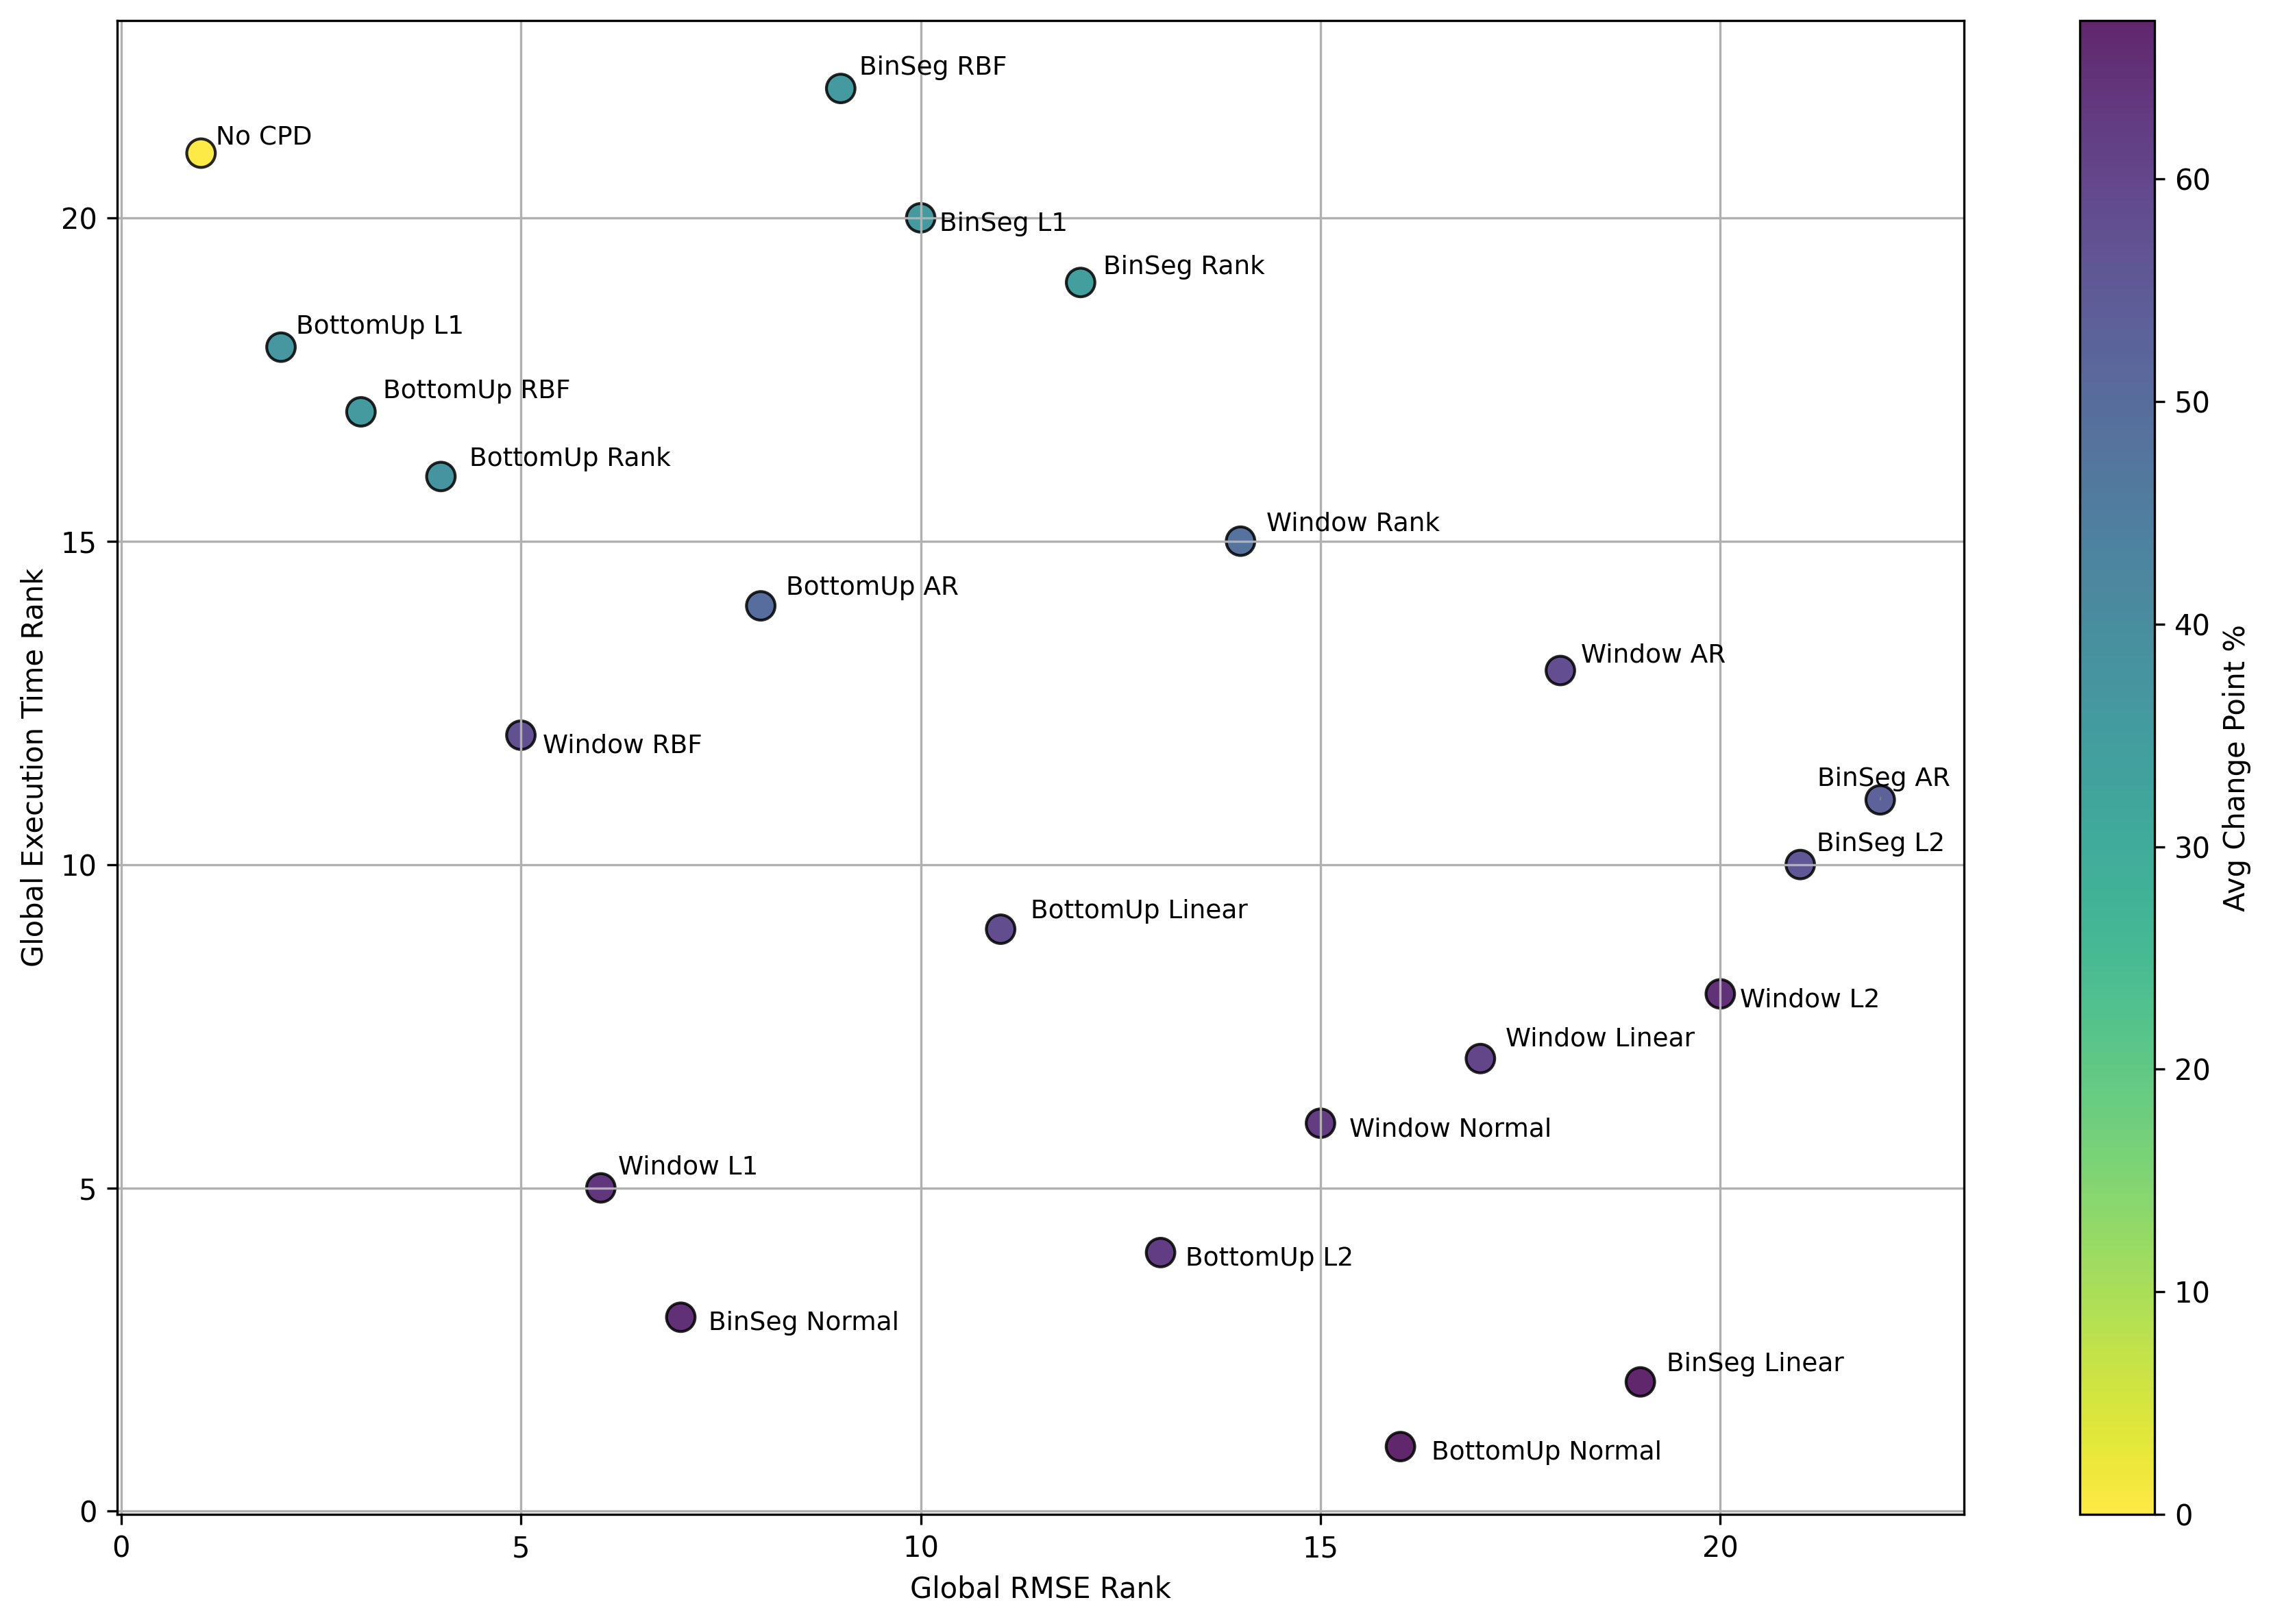 BinSeg RBF
No CPD
BinSeg L1
BinSeg Rank
BottomUp L1
BottomUp RBF
BottomUp Rank
Window Rank
BottomUp AR
Window AR
Window RBF
BinSeg AR
BinSeg L2
BottomUp Linear
Window L2
Window Linear
Window Normal
Window L1
BottomUp L2
BinSeg Normal
BinSeg Linear
BottomUp Normal
20
15
10
5
0
Global Execution Time Rank
0
5
10
15
20
Global RMSE Rank
60
50
40
30
20
10
0
Avg Change Point %